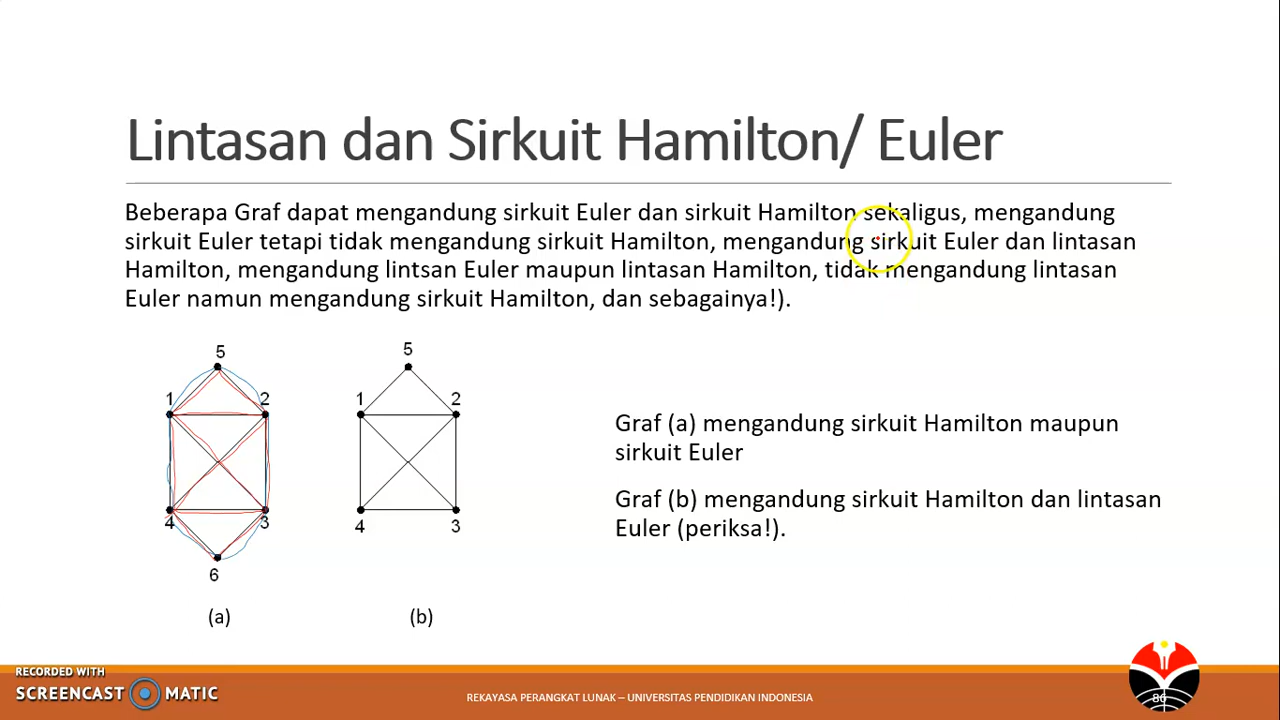 Lintasan dan Sirkuit Hamilton/ Euler
Beberapa Graf dapat mengandung sirkuit Euler dan sirkuit Hamilton sekaligus, mengandung
sirkuit Euler tetapi tidak mengandung sirkuit Hamilton, mengandung sirkuit Euler dan lintasan
Hamilton, mengandung lintsan Euler maupun lintasan Hamilton, tidak mengandung lintasan
Euler namun mengandung sirkuit Hamilton, dan sebagainya!).
5
1 2
4 3
6
(a)
5
1 2
4 3
(b)
Graf (a) mengandung sirkuit Hamilton maupun
sirkuit Euler
Graf (b) mengandung sirkuit Hamilton dan lintasan
Euler (periksa!).
RECORDED WITH
SCREENCAST MATIC
REKAYASA PERANGKAT LUNAK – UNIVERSITAS PENDIDIKAN INDONESIA